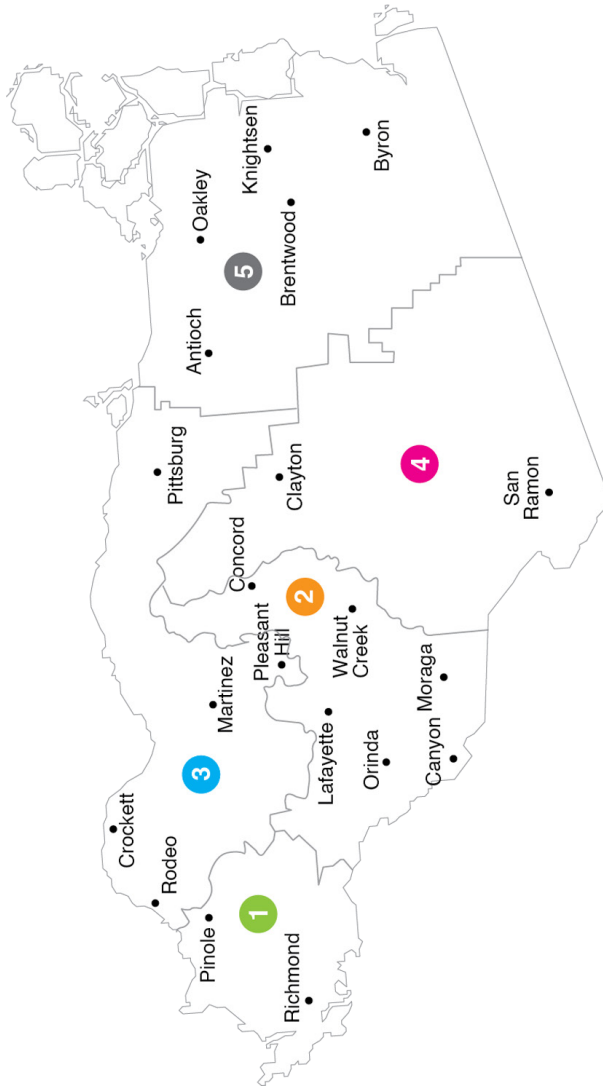 Crockett
Rodeo
Pinole
Richmond
1
3
Martinez
Pittsburg
Concord
Pleasant
Hill
2
Walnut
Creek
Lafayette
Orinda
Moraga
Canyon
Clayton
4
San
Ramon
Antioch
Oakley
5
Knightsen
Brentwood
Byron